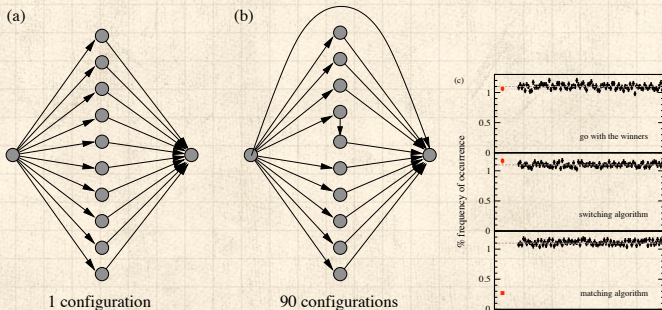 (a)
1 configuration
(b)
90 configurations
(c)
% frequency of occurrence
1
0.5
0
go with the winners
1
0.5
0
switching algorithm
1
0.5
0
matching algorithm